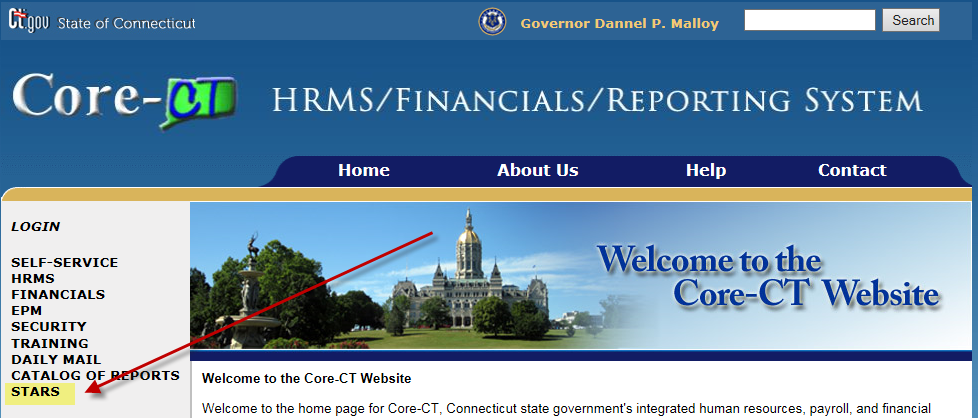 CT.gov State of Connecticut
Governor Dannel P. Malloy
Search
Core-CT
HRMS/FINANCIALS/REPORTING SYSTEM
Home About Us Help Contact
LOGIN
SELF-SERVICE
HRMS
FINANCIALS
EPM
SECURITY
TRAINING
DAILY MAIL
CATALOG OF REPORTS
STARS
Welcome to the
Core-CT Website
Welcome to the Core-CT Website
Welcome to the home page for Core-CT, Connecticut state government's integrated human resources, payroll, and financial